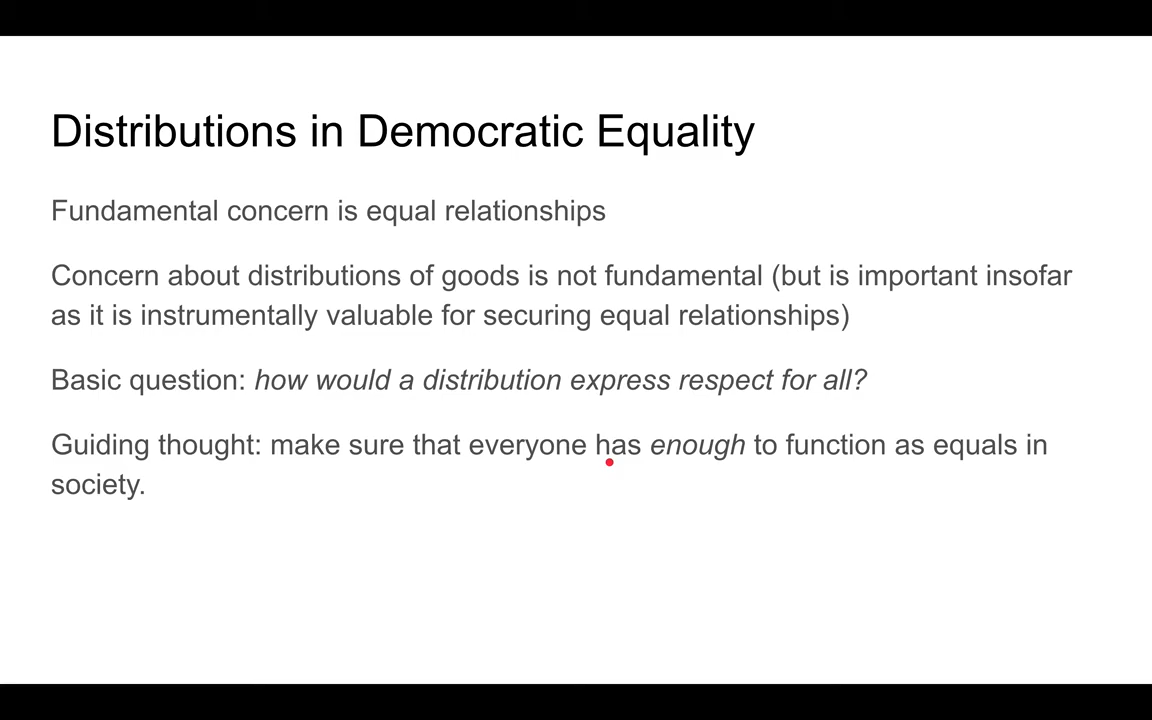 Distributions in Democratic Equality
Fundamental concern is equal relationships
Concern about distributions of goods is not fundamental (but is important insofar
as it is instrumentally valuable for securing equal relationships)
Basic question: how would a distribution express respect for all?
Guiding thought: make sure that everyone has enough to function as equals in
society.